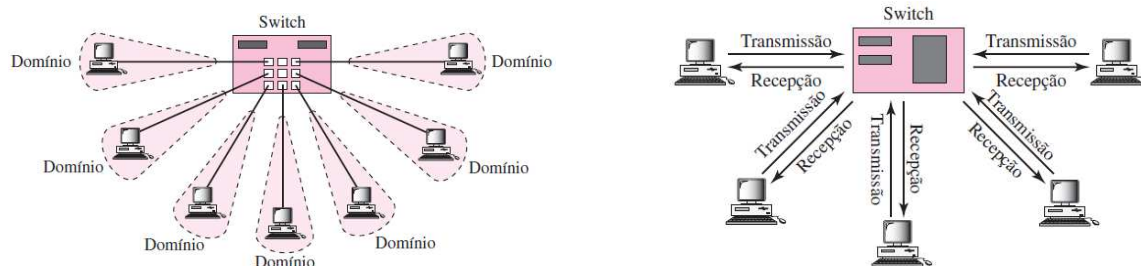 Switch
Domínio
Domínio
Domínio
Domínio
Domínio
Domínio
Domínio
Switch
Transmissão
Recepção
Transmissão
Recepção
Transmissão
Recepção
Transmissão
Recepção
Transmissão
Recepção